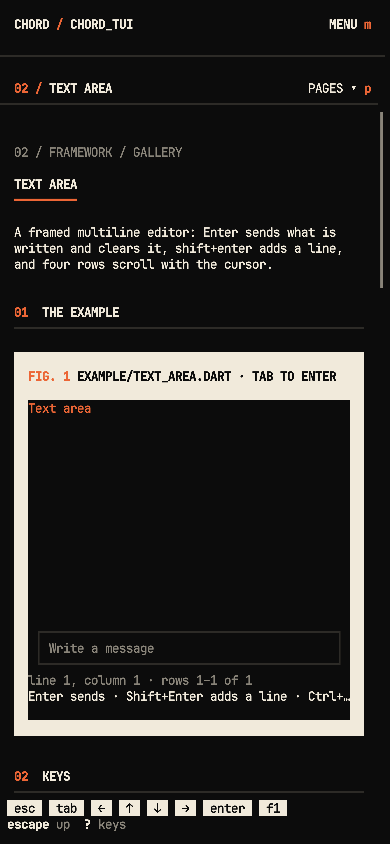 CHORD / CHORD_TUI
MENU m
02 / TEXT AREA
PAGES ▾ p
02 / FRAMEWORK / GALLERY
TEXT AREA
A framed multiline editor: Enter sends what is
written and clears it, shift+enter adds a line,
and four rows scroll with the cursor.
01 THE EXAMPLE
FIG. 1 EXAMPLE/TEXT_AREA.DART · TAB TO ENTER
Text area
Write a message
line 1, column 1 · rows 1–1 of 1
Enter sends · Shift+Enter adds a line · Ctrl+…
02 KEYS
esc tab ← ↑ ↓ → enter f1
escape up ? keys